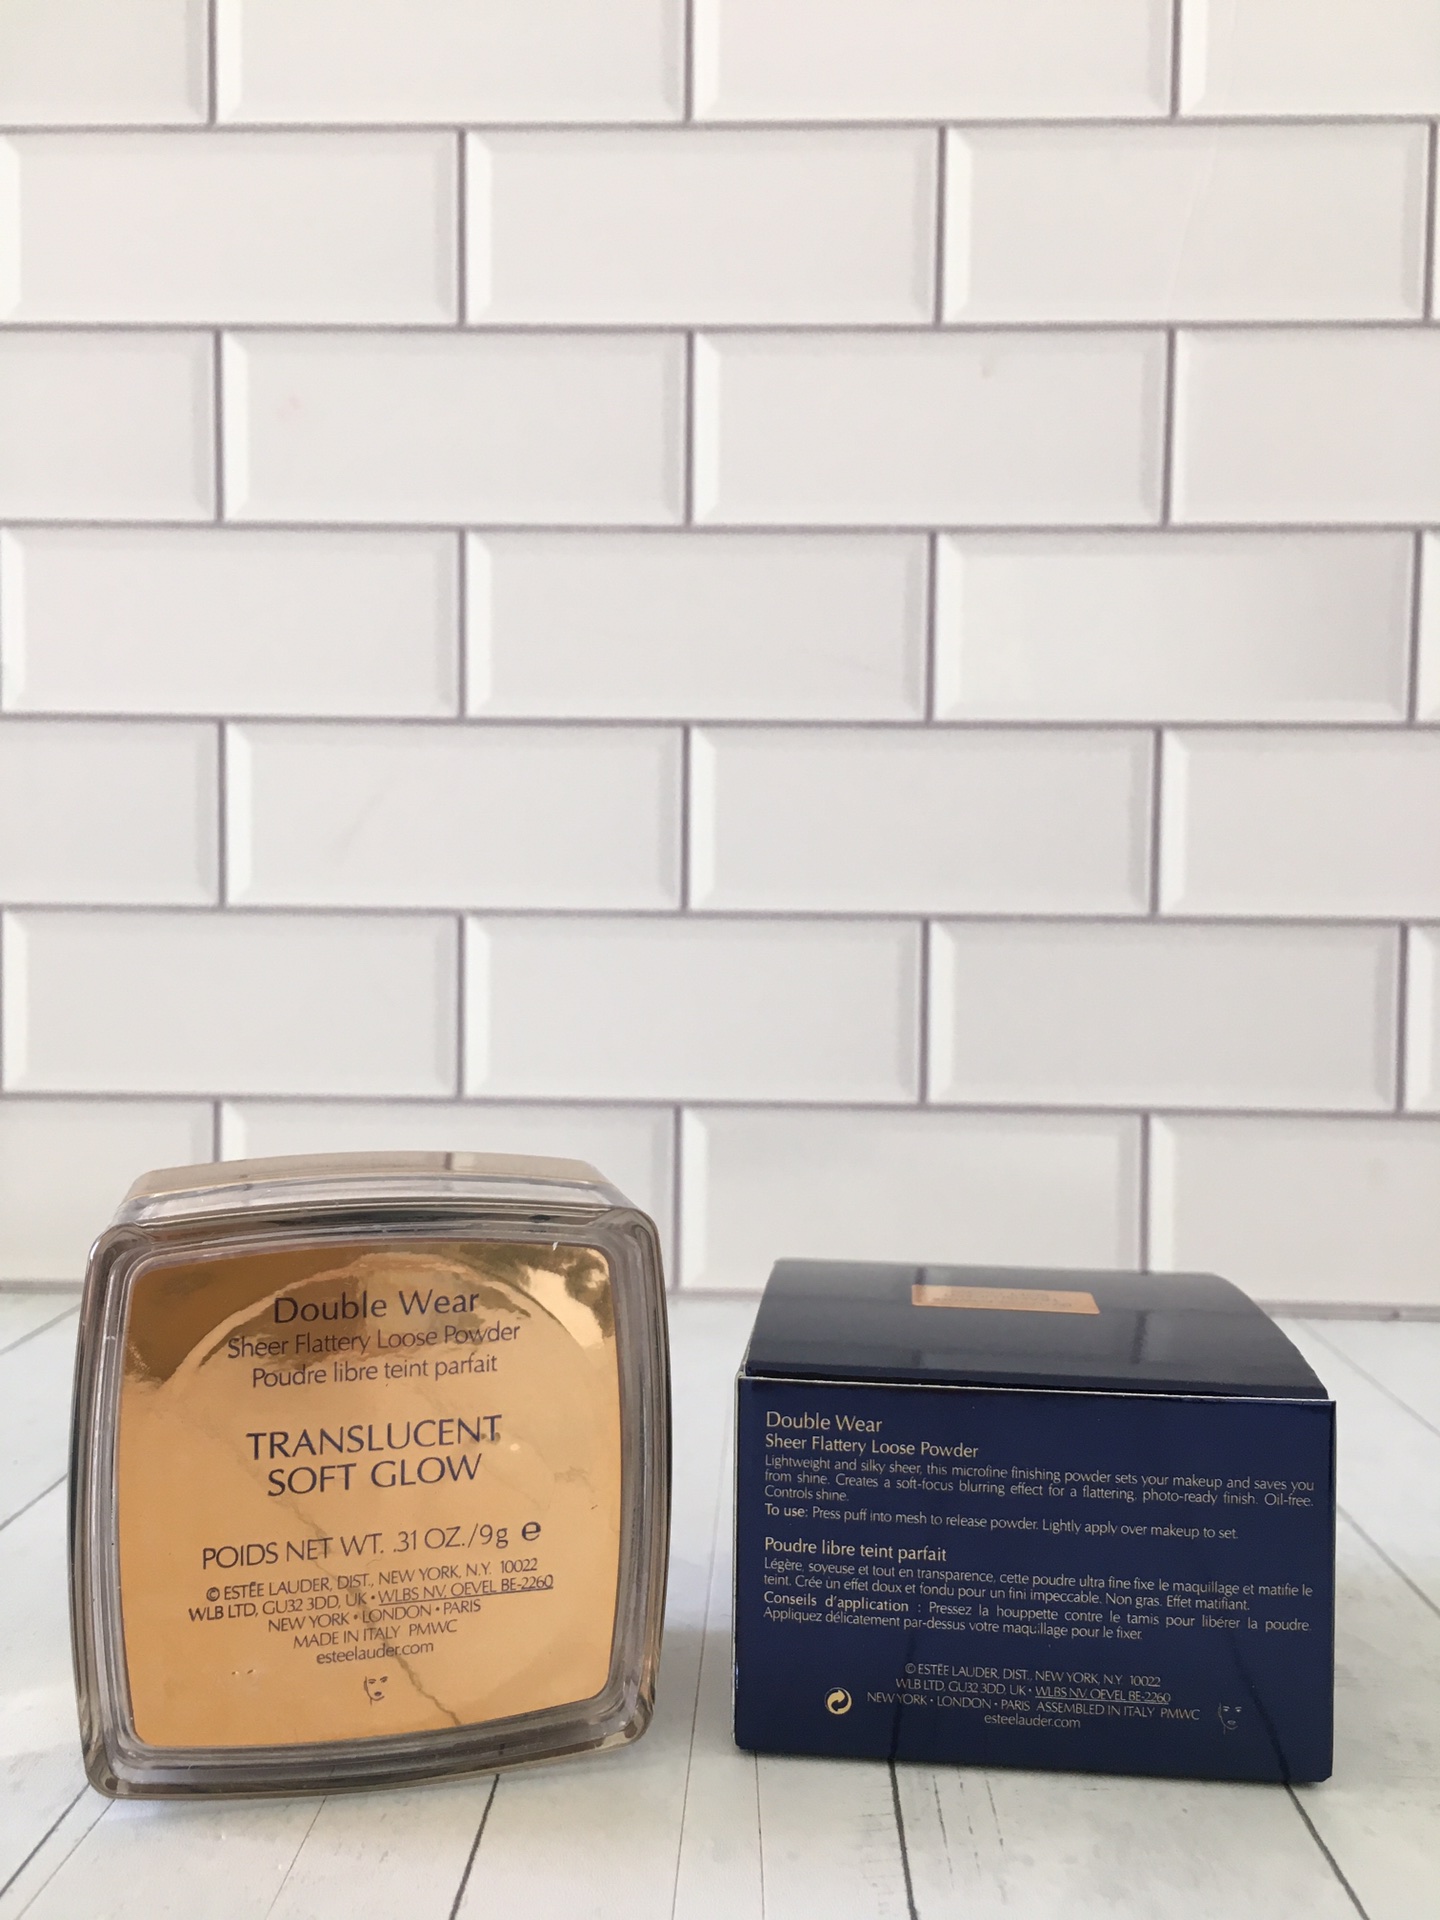 Double Wear
Sheer Flattery Loose Powder
Poudre libre teint parfait
TRANSLUCENT
SOFT GLOW
POIDS NET WT. .31 OZ./9g e
© ESTĒE LAUDER, DIST., NEW YORK, N.Y. 10022
WLB LTD, GU32 3DD, UK • WLBS NV, OEVEL BE-2260
NEW YORK • LONDON • PARIS
MADE IN ITALY PMWC
esteelauder.com
Double Wear
Sheer Flattery Loose Powder
Lightweight and silky sheer, this microfine finishing powder sets your makeup and saves you
from shine. Creates a soft-focus blurring effect for a flattering, photo-ready finish. Oil-free.
Controls shine.
To use: Press puff into mesh to release powder. Lightly apply over makeup to set.
Poudre libre teint parfait
Légère, soyeuse et tout en transparence, cette poudre ultra fine fixe le maquillage et matifie le
teint. Crée un effet doux et fondu pour un fini impeccable. Non gras. Effet matifiant.
Conseils d'application : Pressez la houppette contre le tamis pour libérer la poudre
Appliquez délicatement par-dessus votre maquillage pour le fixer.
© ESTĒE LAUDER, DIST., NEW YORK, N.Y. 10022
WLB LTD, GU32 3DD, UK • WLBS NV, OEVEL BE-2260
NEW YORK • LONDON • PARIS ASSEMBLED IN ITALY PMWC
esteelauder.com